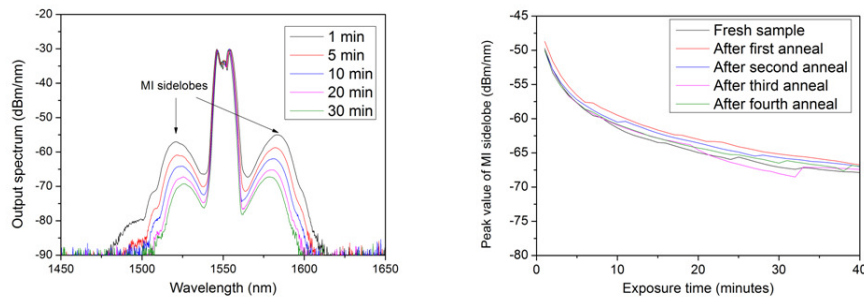 Output spectrum (dBm/nm)
-20
-30
-40
-50
-60
-70
-80
-90
1450
1500
1550
1600
1650
Wavelength (nm)
MI sidelobes
1 min
5 min
10 min
20 min
30 min
Peak value of MI sidelobe (dBm/nm)
-45
-50
-55
-60
-65
-70
-75
-80
0
10
20
30
40
Exposure time (minutes)
Fresh sample
After first anneal
After second anneal
After third anneal
After fourth anneal